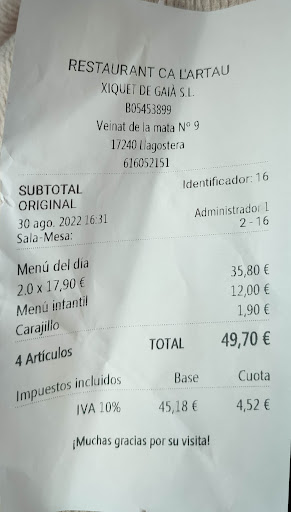 RESTAURANT CA L'ARTAU
XIQUET DE GAIÀ S.L.
B05453899
Veïnat de la mata Nº 9
17240 Llagostera
616052151
SUBTOTAL Identificador: 16
ORIGINAL
30 ago. 2022 16:31 Administrador 1
Sala-Mesa: 2 - 16
Menú del día
2.0 x 17,90 € 35,80 €
Menú infantil 12,00 €
Carajillo 1,90 €
4 Artículos TOTAL 49,70 €
Impuestos incluidos Base Cuota
IVA 10% 45,18 € 4,52 €
¡Muchas gracias por su visita!